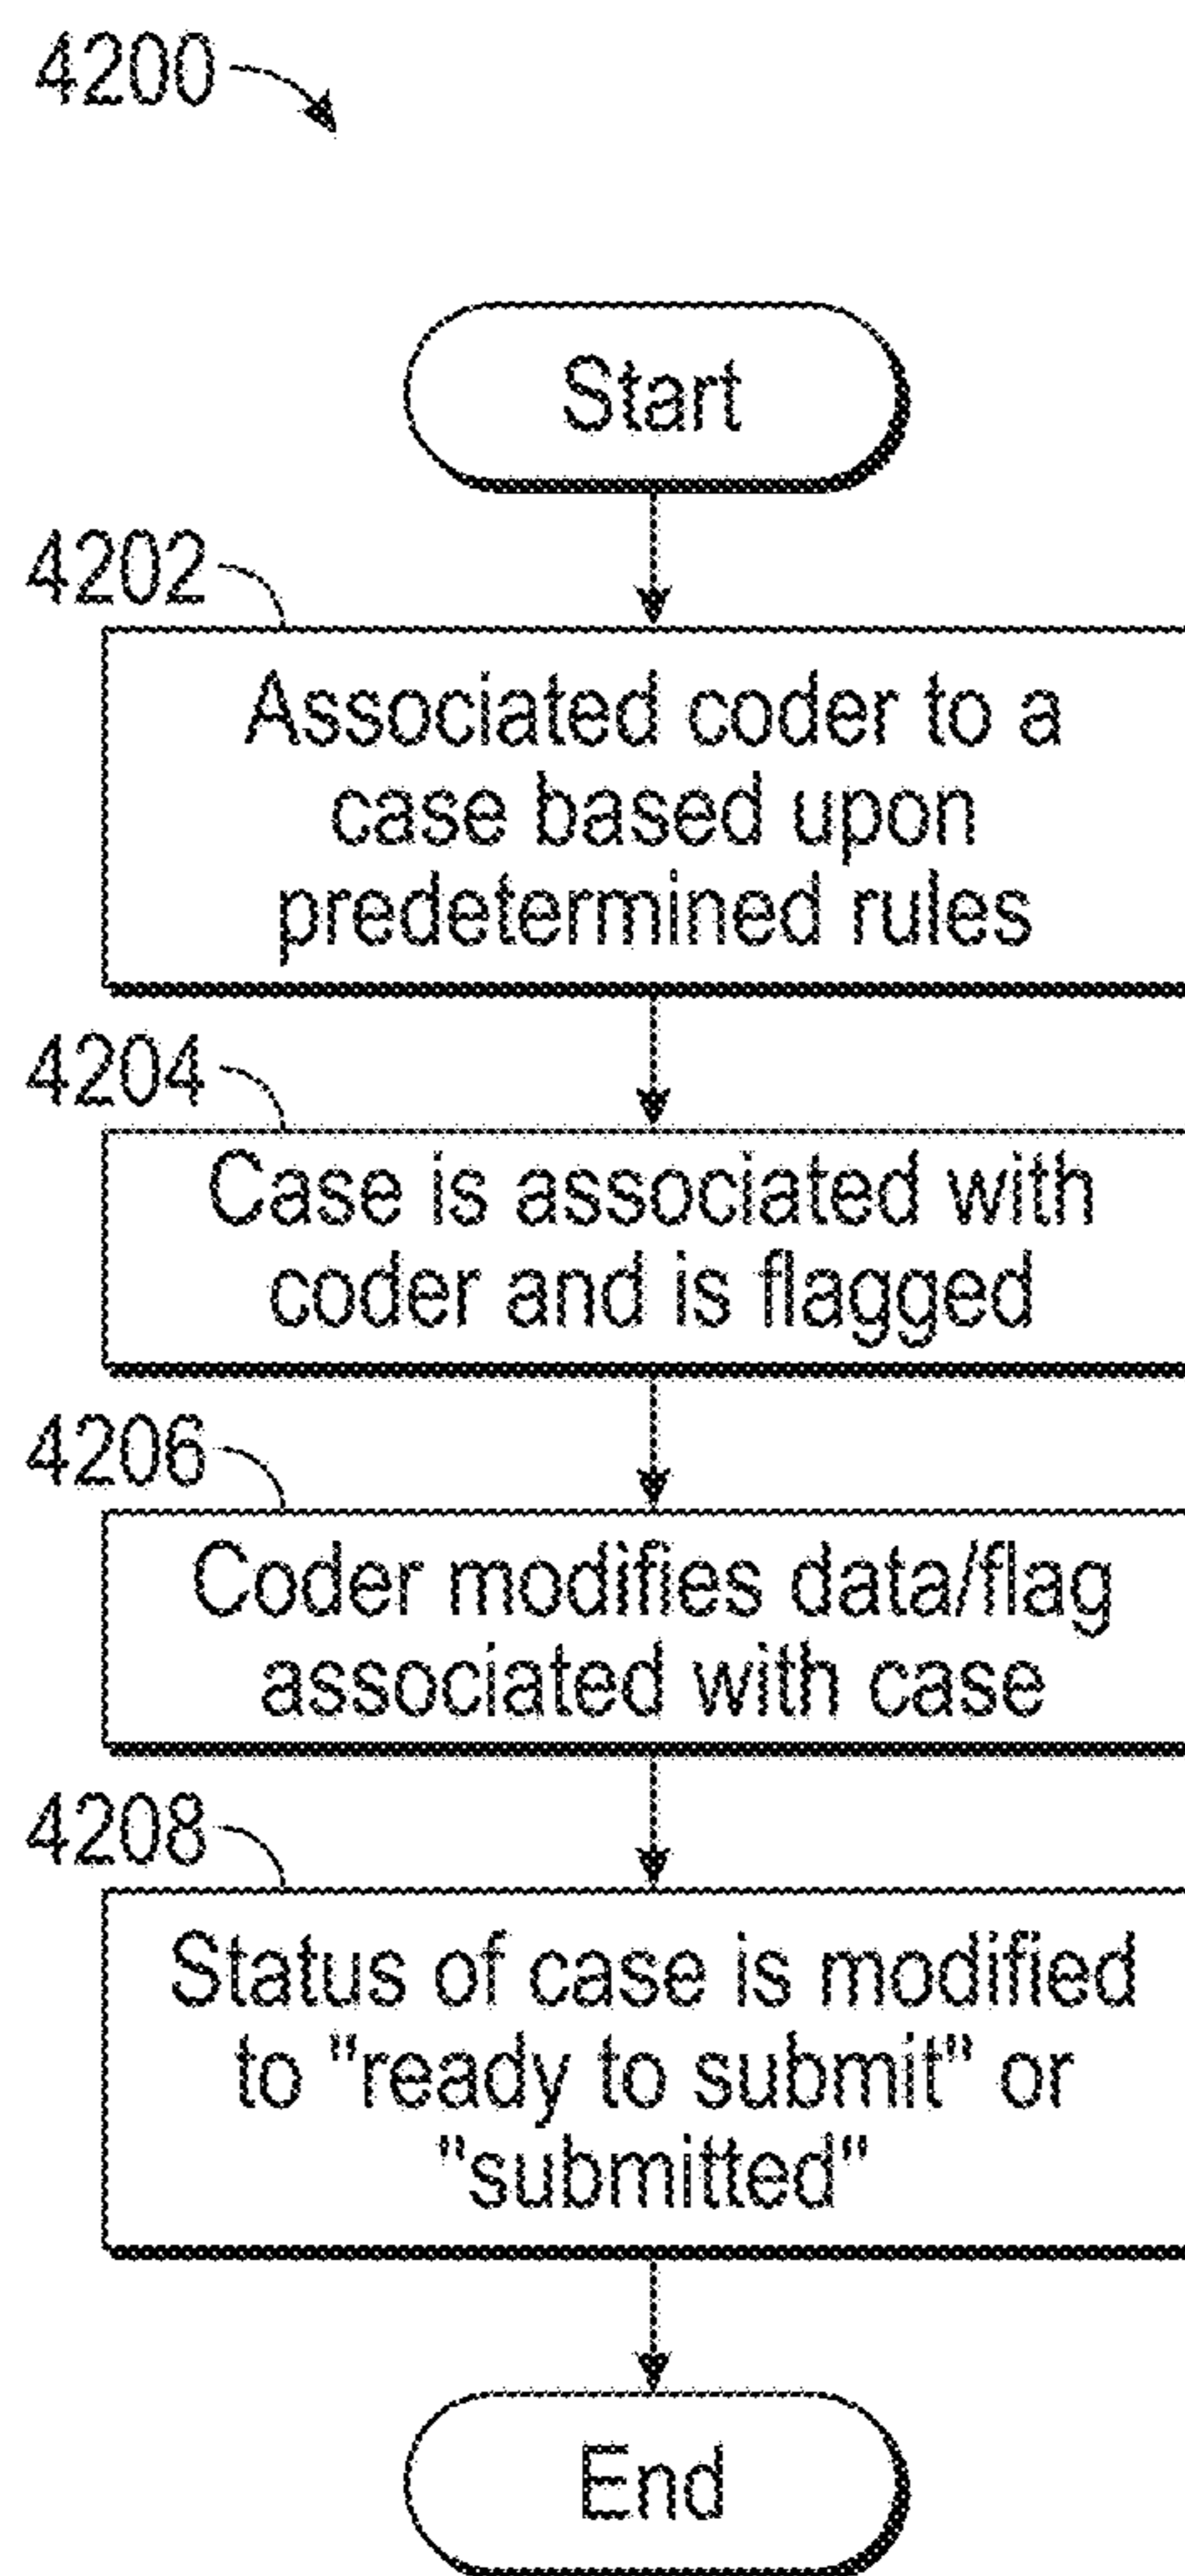 4200
Start
4202
Associated coder to a
case based upon
predetermined rules
4204
Case is associated with
coder and is flagged
4206
Coder modifies data/flag
associated with case
4208
Status of case is modified
to "ready to submit" or
"submitted"
End